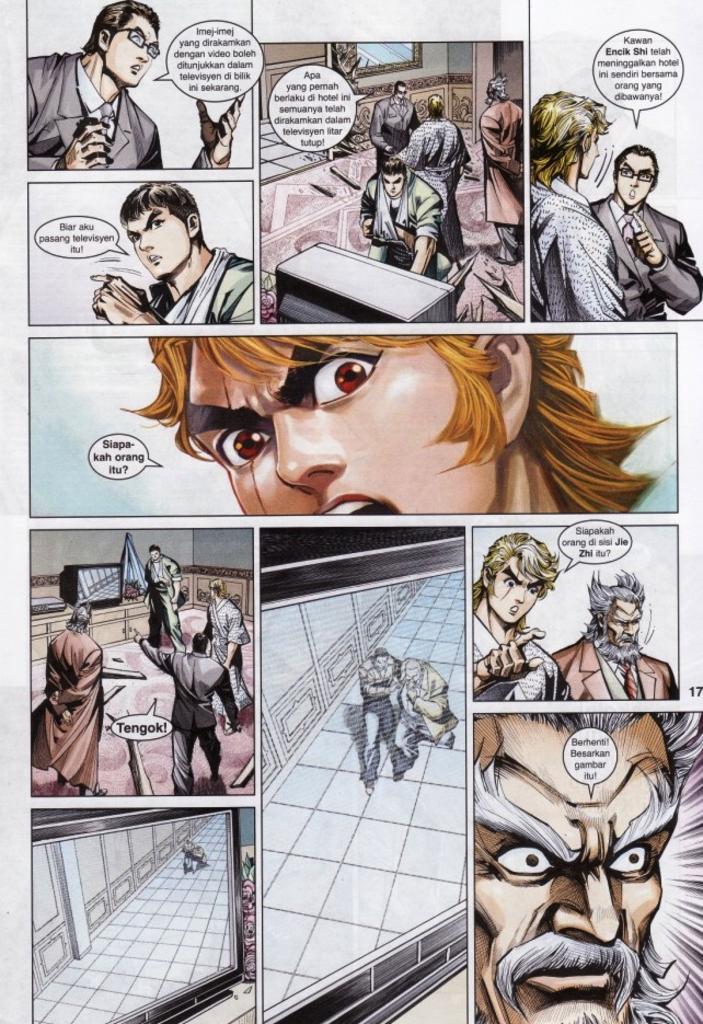 Imej-imej
yang dirakamkan
dengan video boleh
ditunjukkan dalam
televisyen di bilik
ini sekarang.
Apa
yang pernah
berlaku di hotel ini
semuanya telah
dirakamkan dalam
televisyen litar
tutup!
Kawan
Encik Shi telah
meninggalkan hotel
ini sendiri bersama
orang yang
dibawanya!
Biar aku
pasang televisyen
itu!
Siapa-
kah orang
itu?
Tengok!
Siapakah
orang di sisi Jie
Zhi itu?
17
Berhenti!
Besarkan
gambar
itu!